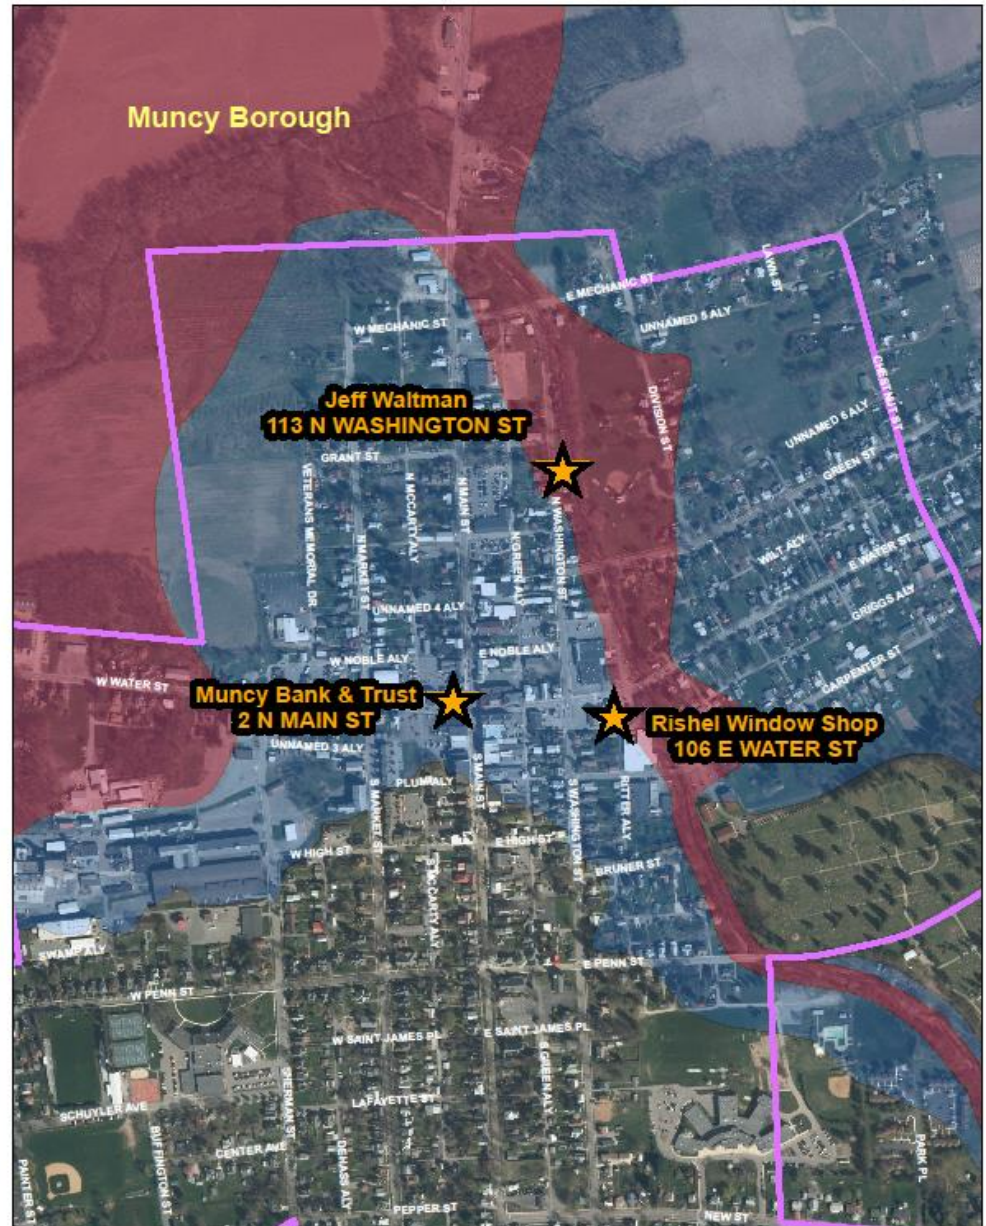 Muncy Borough
LAWN ST
E MECHANIC ST
UNNAMED 5 ALY
W MECHANIC ST
CHESTNUT ST
Jeff Waltman
113 N WASHINGTON ST
DIVISION ST
UNNAMED 6 ALY
GREEN ST
GRANT ST
VETERANS MEMORIAL DR
N MCCARTY ALY
N MAIN ST
N MARKET ST
N GREEN ALY
N WASHINGTON ST
WILT ALY
E WATER ST
GRIGGS ALY
UNNAMED 4 ALY
W NOBLE ALY
E NOBLE ALY
CARPENTER ST
W WATER ST
Muncy Bank & Trust
2 N MAIN ST
Rishel Window Shop
106 E WATER ST
UNNAMED 3 ALY
PLUM ALY
S MAIN ST
S MARKET ST
S WASHINGTON ST
RITER ALY
W HIGH ST
E HIGH ST
BRUNER ST
S MCCARTY ALY
SWAMP ALY
E PENN ST
W PENN ST
W SAINT JAMES PL
E SAINT JAMES PL
S GREEN ALY
SHERMAN ST
LAFAYETTE ST
SCHUYLER AVE
BUFFINGTON ST
CENTER AVE
PARK PL
PAINTER ST
PEPPER ST
NEW ST